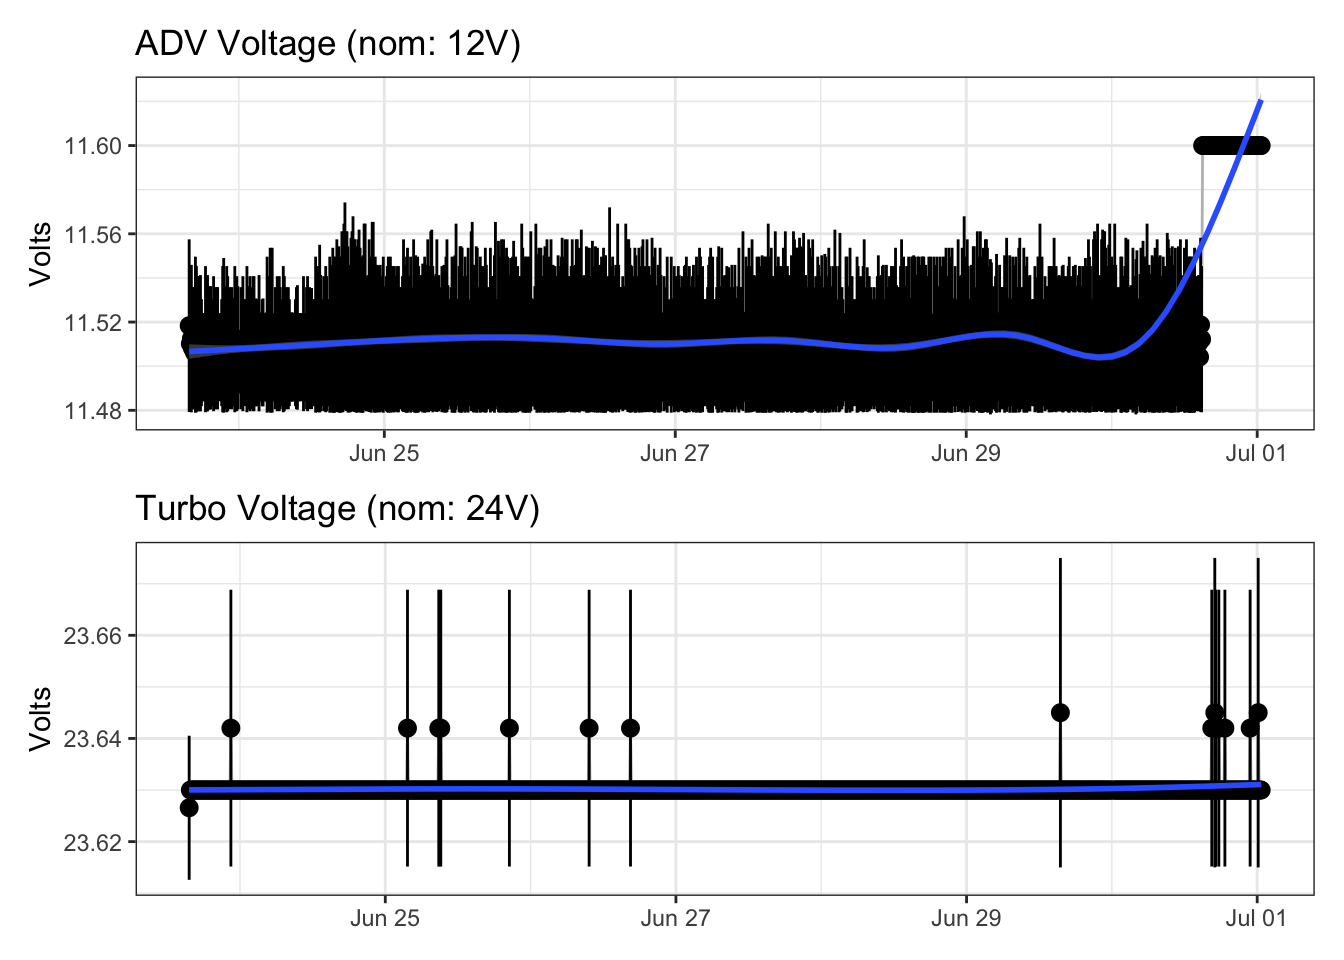 ADV Voltage (nom: 12V)
Volts
11.60
11.56
11.52
11.48
Jun 25 Jun 27 Jun 29 Jul 01
Turbo Voltage (nom: 24V)
Volts
23.66
23.64
23.62
Jun 25 Jun 27 Jun 29 Jul 01